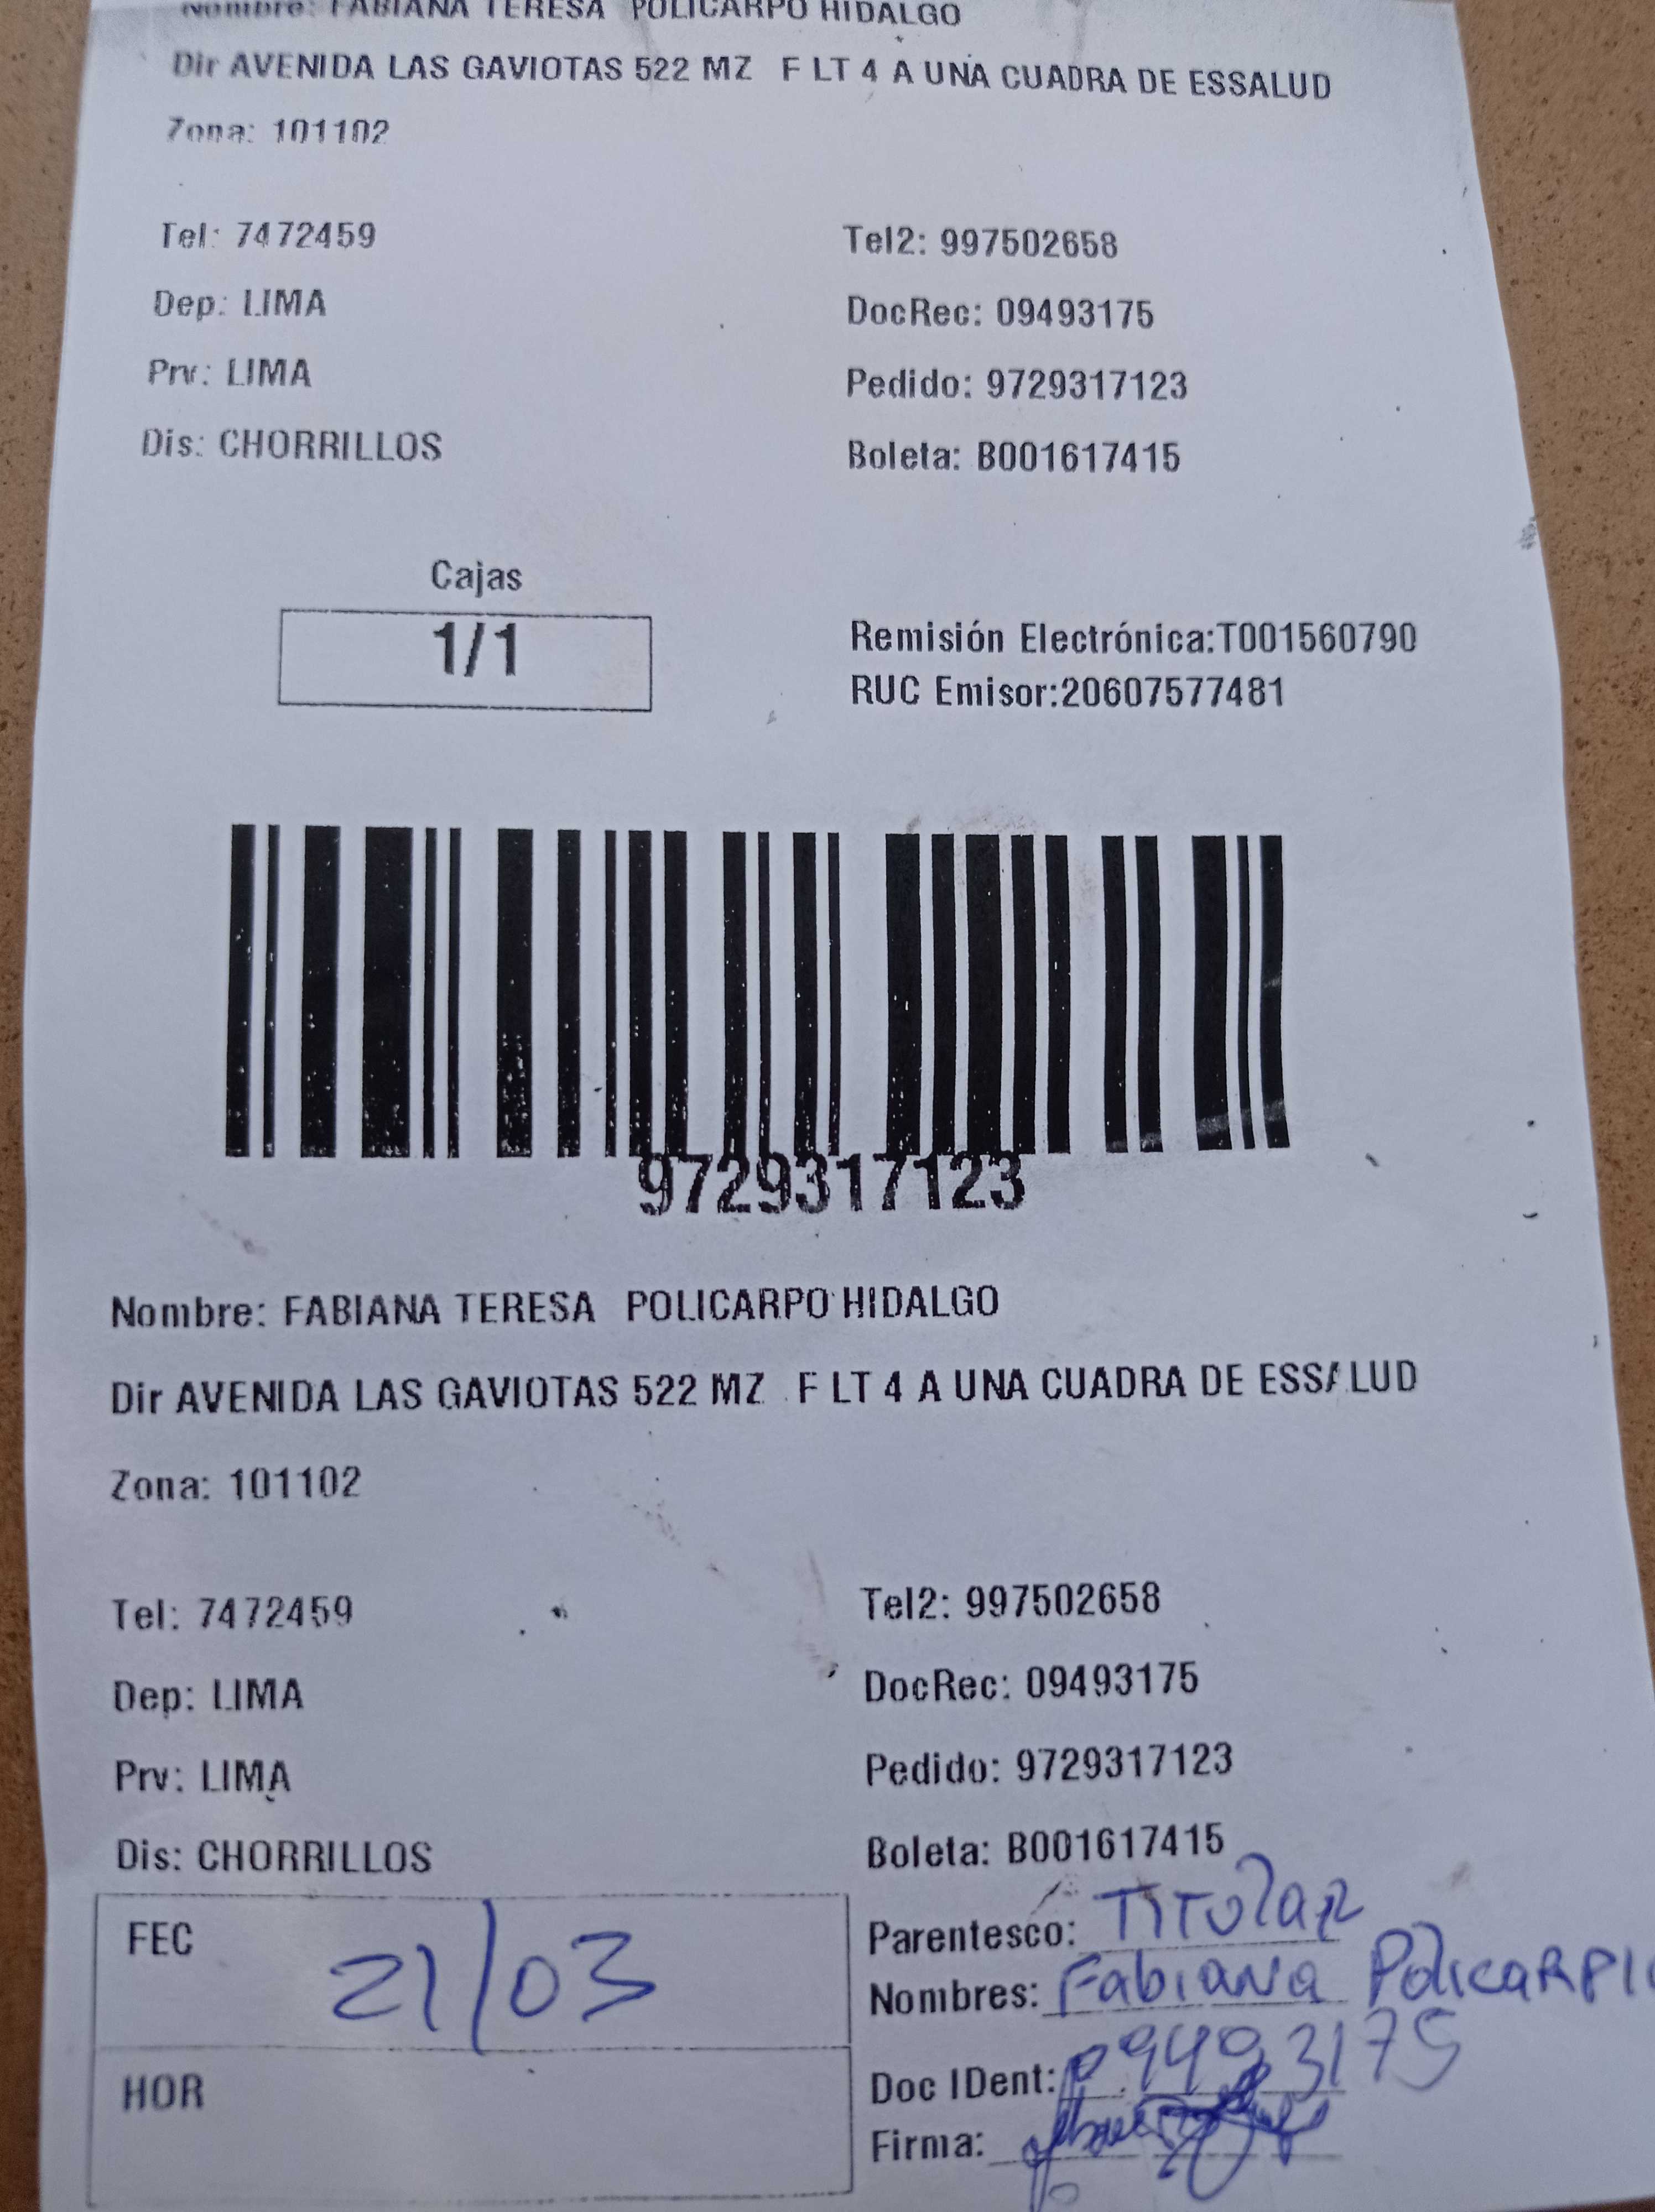 Nombre: FABIANA TERESA POLICARPO HIDALGO
Dir AVENIDA LAS GAVIOTAS 522 MZ F LT 4 A UNA CUADRA DE ESSALUD
Zona: 101102
Tel: 7472459 Tel2: 997502658
Dep: LIMA DocRec: 09493175
Prv: LIMA Pedido: 9729317123
Dis: CHORRILLOS Boleta: B001617415
Cajas
1/1
Remisión Electrónica:T001560790
RUC Emisor:20607577481
9729317123
Nombre: FABIANA TERESA POLICARPO HIDALGO
Dir AVENIDA LAS GAVIOTAS 522 MZ F LT 4 A UNA CUADRA DE ESSALUD
Zona: 101102
Tel: 7472459 Tel2: 997502658
Dep: LIMA DocRec: 09493175
Prv: LIMA Pedido: 9729317123
Dis: CHORRILLOS Boleta: B001617415
FEC 21/03
Parentesco: Titular
Nombres: Fabiana Policarpio
HOR
Doc IDent: 09493175
Firma: